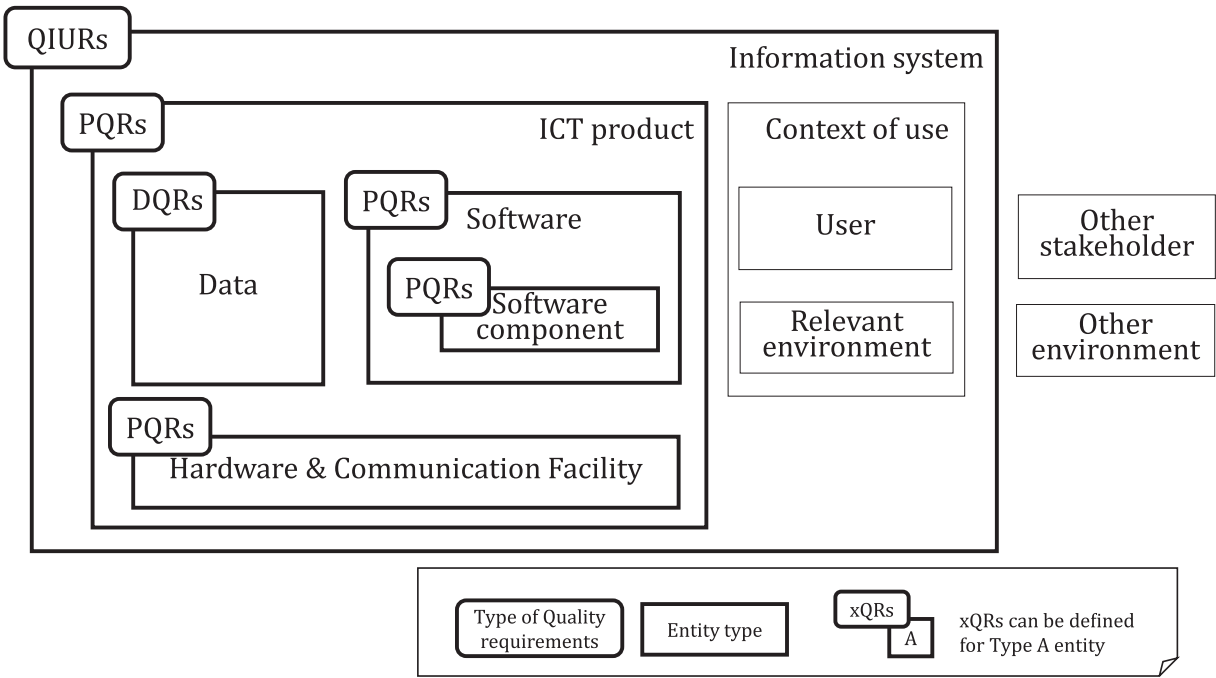 QIURs
Information system
PQRs
ICT product
Context of use
DQRs
Data
PQRs
Software
PQRs
Software
component
User
Relevant
environment
Other
stakeholder
Other
environment
PQRs
Hardware & Communication Facility
Type of Quality
requirements
Entity type
xQRs
A
xQRs can be defined
for Type A entity